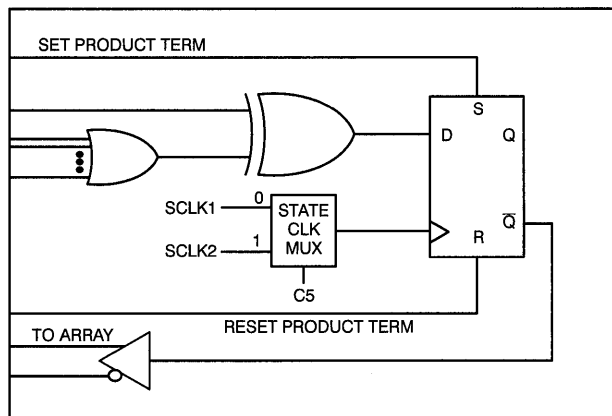 SET PRODUCT TERM
S
D
Q
SCLK1
0
STATE
CLK
MUX
SCLK2
1
C5
R
Q̅
RESET PRODUCT TERM
TO ARRAY